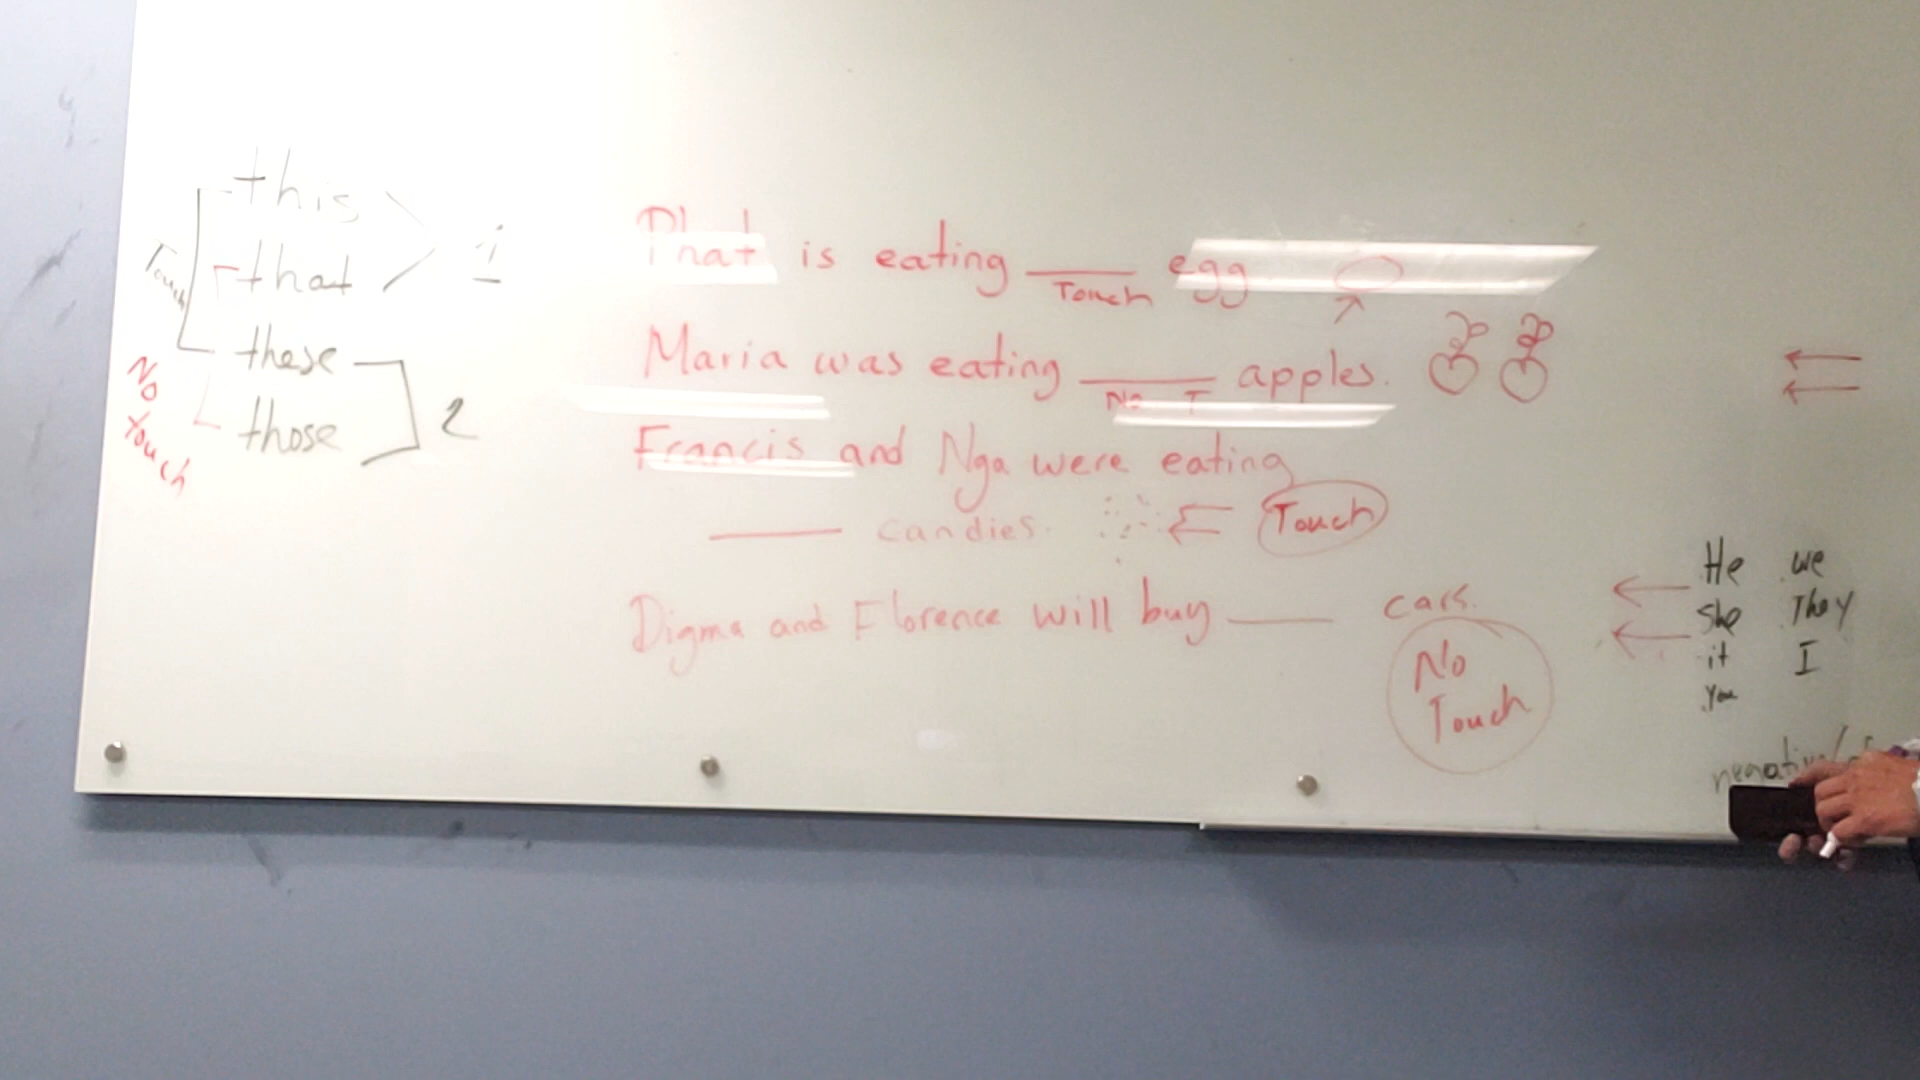 this
that
these
those
1
2
Touch
No
Touch
Phat is eating ____ egg
Touch
Maria was eating ____ apples.
No T
Francis and Nga were eating
____ candies.
Touch
Digma and Florence will buy ____ cars.
No
Touch
He we
She They
it I
You